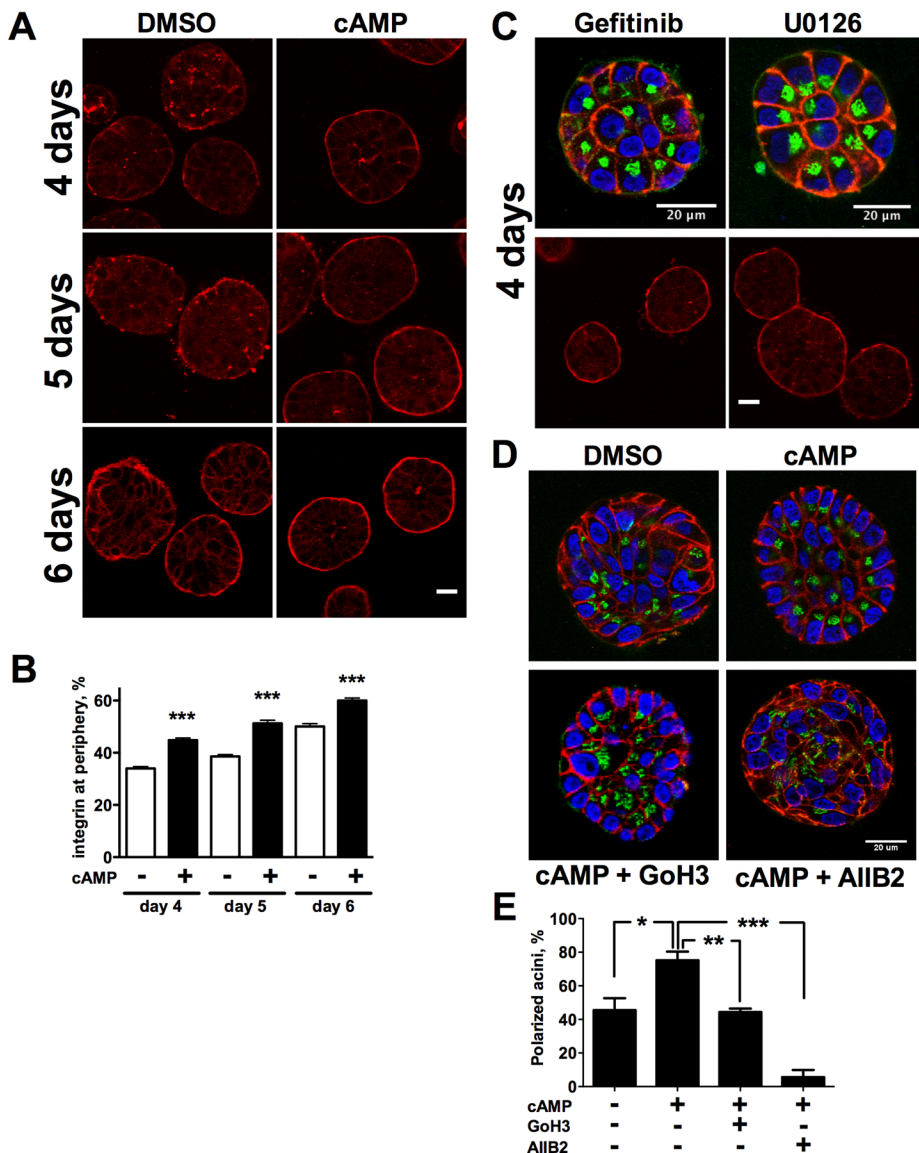 A
DMSO
cAMP
4 days
5 days
6 days
B
integrin at periphery, %
60
40
20
0
***
***
***
cAMP
- + - + - +
day 4 day 5 day 6
C
Gefitinib
U0126
4 days
20 µm
20 µm
D
DMSO
cAMP
20 um
cAMP + GoH3
cAMP + AIIB2
E
Polarized acini, %
100
80
60
40
20
0
*
**
***
cAMP - + + +
GoH3 - - + -
AIIB2 - - - +